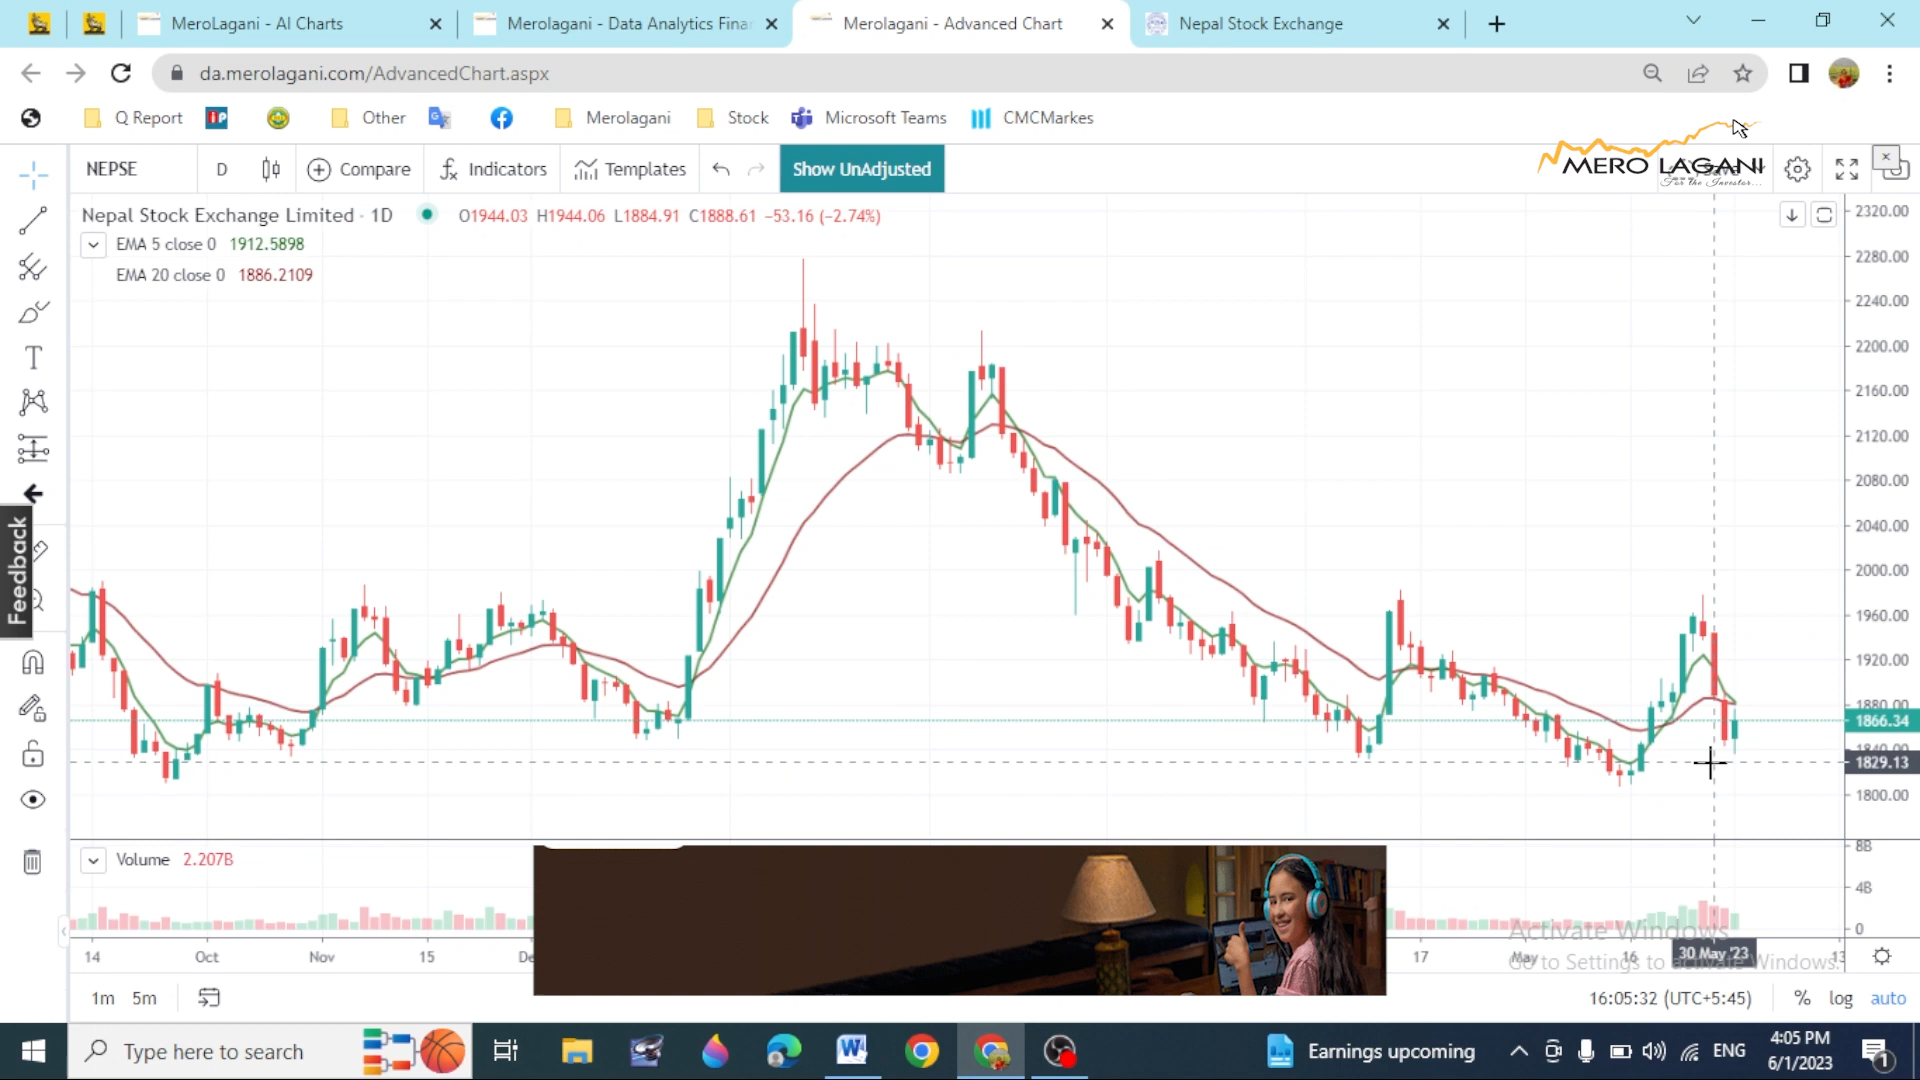 MeroLagani - AI Charts
Merolagani - Data Analytics Fina
Merolagani - Advanced Chart
Nepal Stock Exchange
da.merolagani.com/AdvancedChart.aspx
Q Report
Other
Merolagani
Stock
Microsoft Teams
CMCMarkes
NEPSE
D
Compare
Indicators
Templates
Show UnAdjusted
MERO LAGANI
For the Investor...
Nepal Stock Exchange Limited · 1D
O1944.03 H1944.06 L1884.91 C1888.61 −53.16 (−2.74%)
EMA 5 close 0 1912.5898
EMA 20 close 0 1886.2109
2320.00
2280.00
2240.00
2200.00
2160.00
2120.00
2080.00
2040.00
2000.00
1960.00
1920.00
1880.00
1866.34
1840.00
1829.13
1800.00
Feedback
Volume 2.207B
8B
4B
0
14
Oct
Nov
15
De
17
May
16
30 May '23
13
Activate Windows
Go to Settings to activate Windows.
1m 5m
16:05:32 (UTC+5:45)
% log auto
Type here to search
Earnings upcoming
ENG
4:05 PM
6/1/2023
1